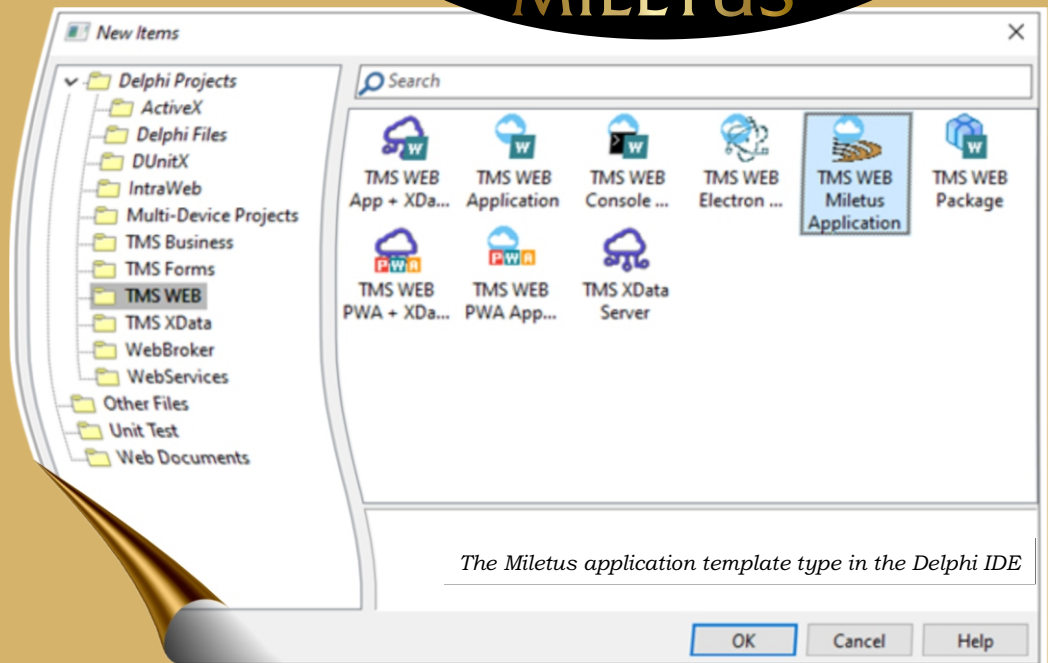 MILETUS
New Items
Delphi Projects
ActiveX
Delphi Files
DUnitX
IntraWeb
Multi-Device Projects
TMS Business
TMS Forms
TMS WEB
TMS XData
WebBroker
WebServices
Other Files
Unit Test
Web Documents
Search
W
W
W
W
TMS WEB
App + XDa...
TMS WEB
Application
TMS WEB
Console ...
TMS WEB
Electron ...
TMS WEB
Miletus
Application
TMS WEB
Package
PWA
PWA
TMS WEB
PWA + XDa...
TMS WEB
PWA App...
TMS XData
Server
The Miletus application template type in the Delphi IDE
OK
Cancel
Help